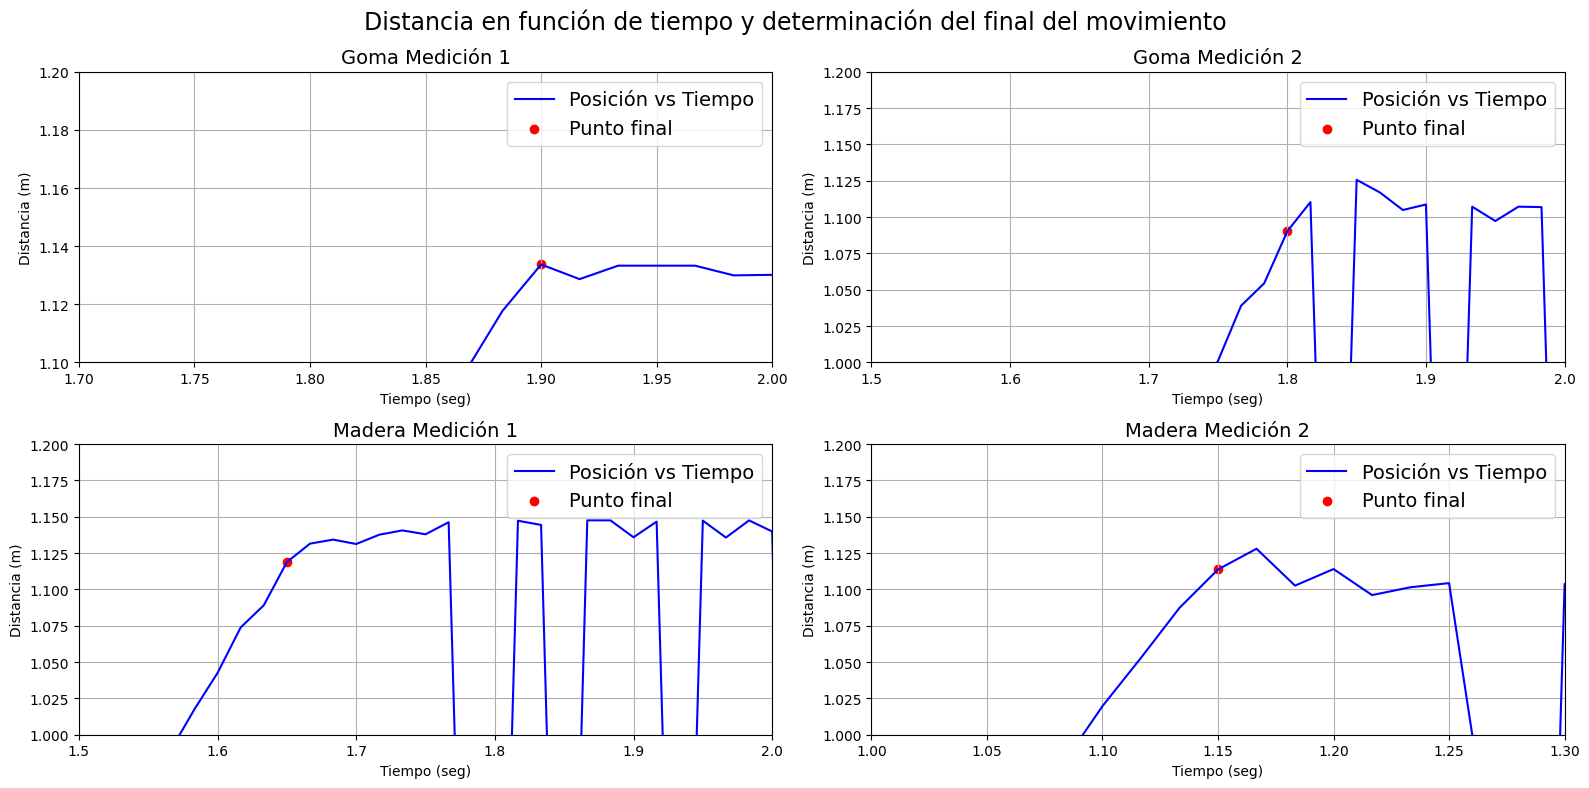 Distancia en función de tiempo y determinación del final del movimiento
Goma Medición 1
1.20
1.18
1.16
1.14
1.12
1.10
Distancia (m)
Posición vs Tiempo
Punto final
1.70 1.75 1.80 1.85 1.90 1.95 2.00
Tiempo (seg)
Goma Medición 2
1.200
1.175
1.150
1.125
1.100
1.075
1.050
1.025
1.000
Distancia (m)
Posición vs Tiempo
Punto final
1.5 1.6 1.7 1.8 1.9 2.0
Tiempo (seg)
Madera Medición 1
1.200
1.175
1.150
1.125
1.100
1.075
1.050
1.025
1.000
Distancia (m)
Posición vs Tiempo
Punto final
1.5 1.6 1.7 1.8 1.9 2.0
Tiempo (seg)
Madera Medición 2
1.200
1.175
1.150
1.125
1.100
1.075
1.050
1.025
1.000
Distancia (m)
Posición vs Tiempo
Punto final
1.00 1.05 1.10 1.15 1.20 1.25 1.30
Tiempo (seg)